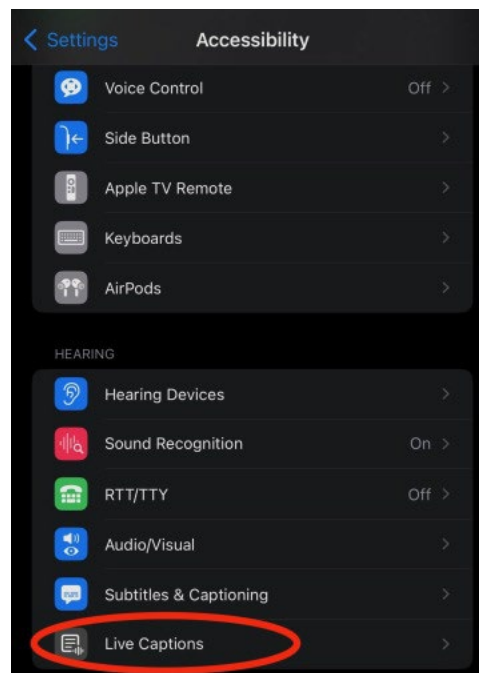 Settings Accessibility
Voice Control Off
Side Button
Apple TV Remote
Keyboards
AirPods
HEARING
Hearing Devices
Sound Recognition On
RTT/TTY Off
Audio/Visual
Subtitles & Captioning
Live Captions